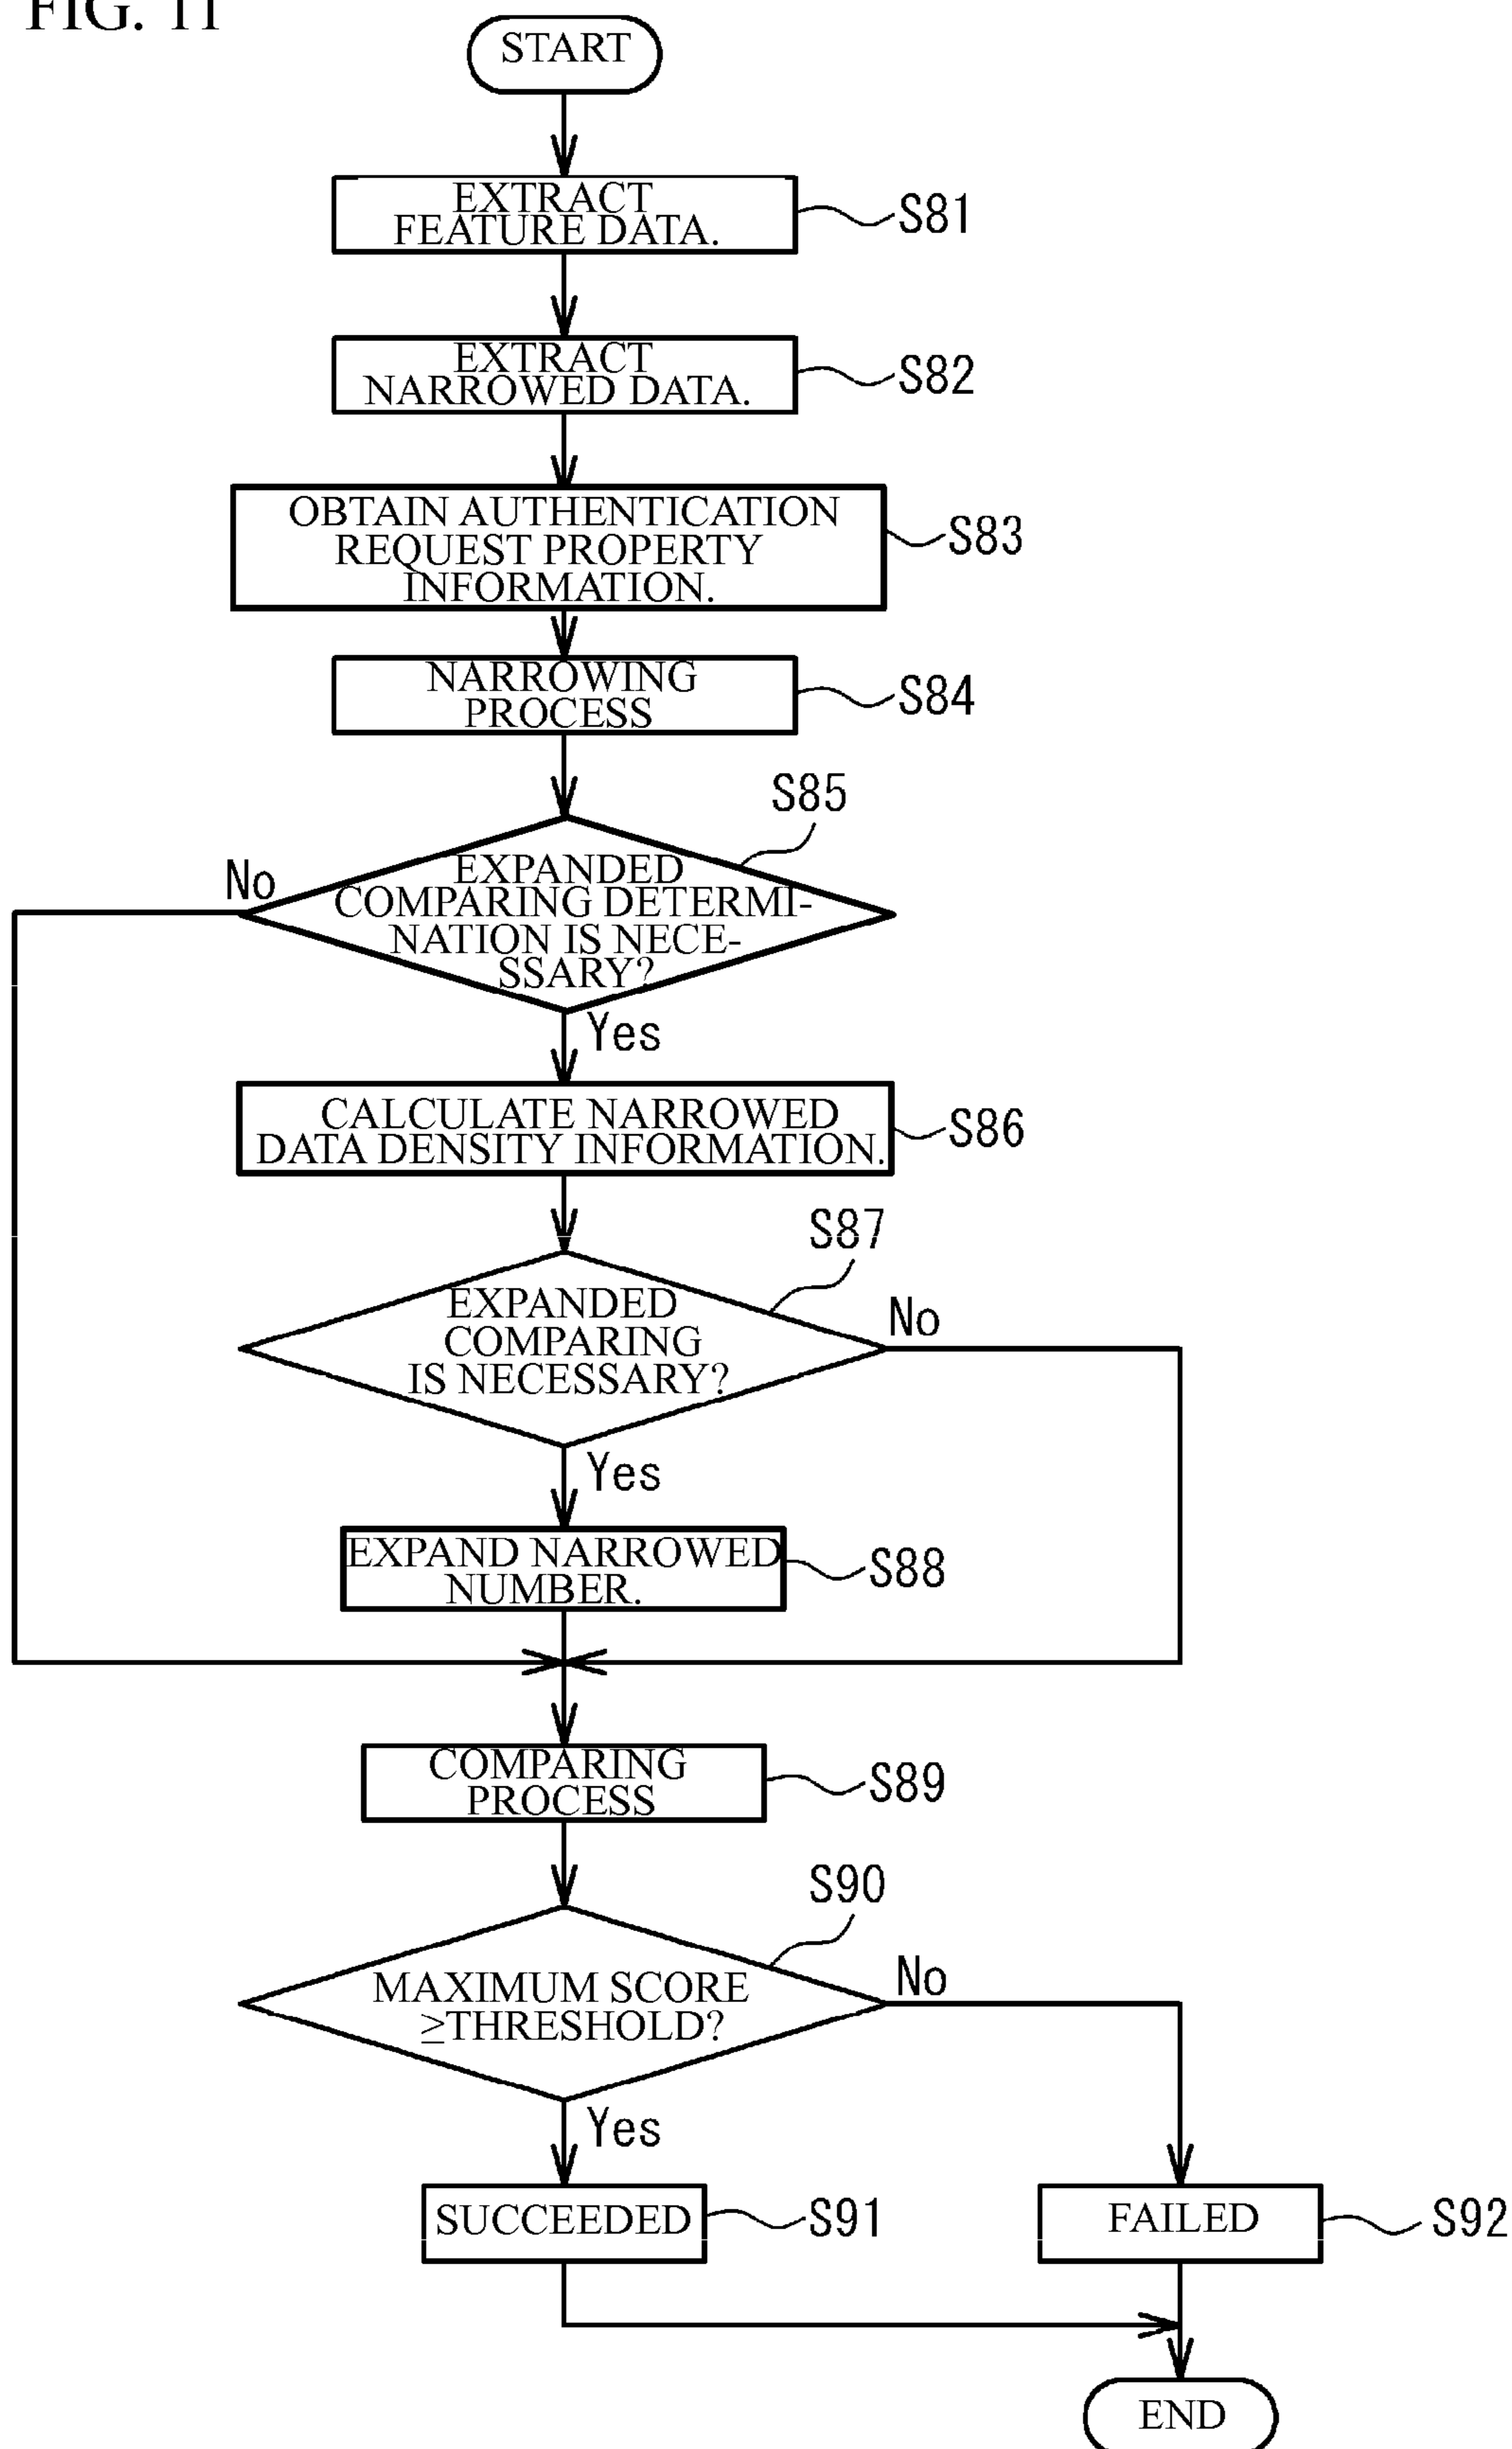 FIG. 11
START
EXTRACT
FEATURE DATA.
S81
EXTRACT
NARROWED DATA.
S82
OBTAIN AUTHENTICATION
REQUEST PROPERTY
INFORMATION.
S83
NARROWING
PROCESS
S84
S85
No
EXPANDED
COMPARING DETERMI-
NATION IS NECE-
SSARY?
Yes
CALCULATE NARROWED
DATA DENSITY INFORMATION.
S86
S87
EXPANDED
COMPARING
IS NECESSARY?
No
Yes
EXPAND NARROWED
NUMBER.
S88
COMPARING
PROCESS
S89
S90
MAXIMUM SCORE
≥THRESHOLD?
No
Yes
SUCCEEDED
S91
FAILED
S92
END